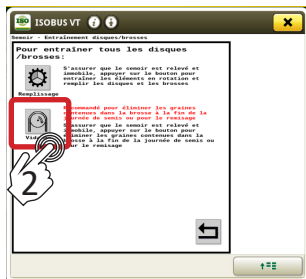 ISO
ISOBUS VT
Semoir - Entraînement disques/brosses
Pour entraîner tous les disques
/brosses:
S'assurer que le semoir est relevé et
immobile, appuyer sur le bouton pour
entraîner les éléments en rotation et
remplir les disques et les brosses
Remplissage
Recommandé pour éliminer les graines
contenues dans la brosse à la fin de la
journée de semis ou pour le remisage
S'assurer que le semoir est relevé et
immobile, appuyer sur le bouton pour
éliminer les graines contenues dans la
brosse à la fin de la journée de semis ou
pour le remisage
2